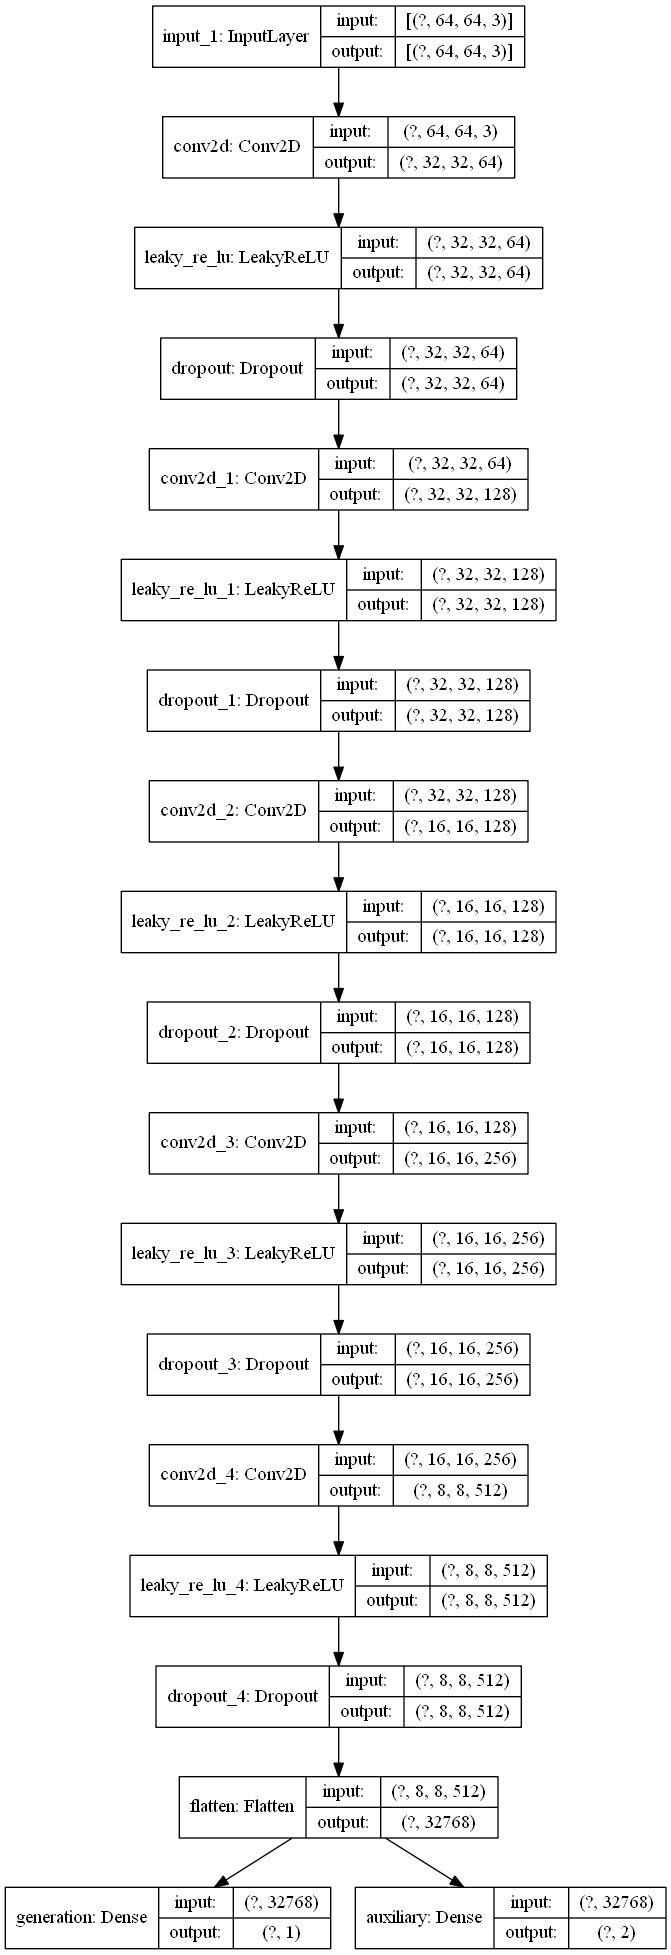 input_1: InputLayer
input: [(?, 64, 64, 3)]
output: [(?, 64, 64, 3)]
conv2d: Conv2D
input: (?, 64, 64, 3)
output: (?, 32, 32, 64)
leaky_re_lu: LeakyReLU
input: (?, 32, 32, 64)
output: (?, 32, 32, 64)
dropout: Dropout
input: (?, 32, 32, 64)
output: (?, 32, 32, 64)
conv2d_1: Conv2D
input: (?, 32, 32, 64)
output: (?, 32, 32, 128)
leaky_re_lu_1: LeakyReLU
input: (?, 32, 32, 128)
output: (?, 32, 32, 128)
dropout_1: Dropout
input: (?, 32, 32, 128)
output: (?, 32, 32, 128)
conv2d_2: Conv2D
input: (?, 32, 32, 128)
output: (?, 16, 16, 128)
leaky_re_lu_2: LeakyReLU
input: (?, 16, 16, 128)
output: (?, 16, 16, 128)
dropout_2: Dropout
input: (?, 16, 16, 128)
output: (?, 16, 16, 128)
conv2d_3: Conv2D
input: (?, 16, 16, 128)
output: (?, 16, 16, 256)
leaky_re_lu_3: LeakyReLU
input: (?, 16, 16, 256)
output: (?, 16, 16, 256)
dropout_3: Dropout
input: (?, 16, 16, 256)
output: (?, 16, 16, 256)
conv2d_4: Conv2D
input: (?, 16, 16, 256)
output: (?, 8, 8, 512)
leaky_re_lu_4: LeakyReLU
input: (?, 8, 8, 512)
output: (?, 8, 8, 512)
dropout_4: Dropout
input: (?, 8, 8, 512)
output: (?, 8, 8, 512)
flatten: Flatten
input: (?, 8, 8, 512)
output: (?, 32768)
generation: Dense
input: (?, 32768)
output: (?, 1)
auxiliary: Dense
input: (?, 32768)
output: (?, 2)